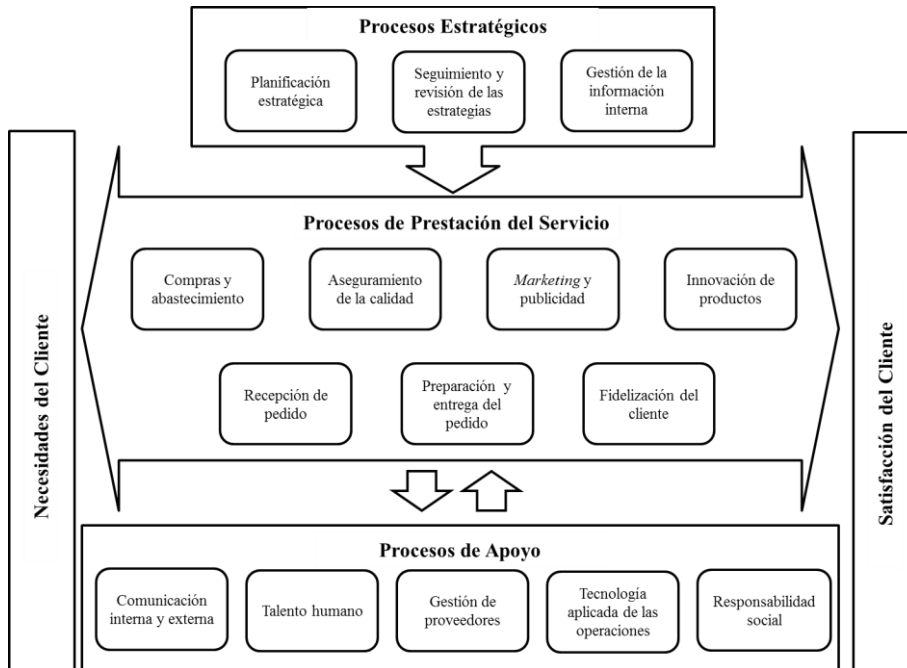 Procesos Estratégicos
Planificación
estratégica
Seguimiento y
revisión de las
estrategias
Gestión de la
información
interna
Necesidades del Cliente
Procesos de Prestación del Servicio
Compras y
abastecimiento
Aseguramiento
de la calidad
Marketing y
publicidad
Innovación de
productos
Recepción de
pedido
Preparación y
entrega del
pedido
Fidelización del
cliente
Satisfacción del Cliente
Procesos de Apoyo
Comunicación
interna y externa
Talento humano
Gestión de
proveedores
Tecnología
aplicada de las
operaciones
Responsabilidad
social